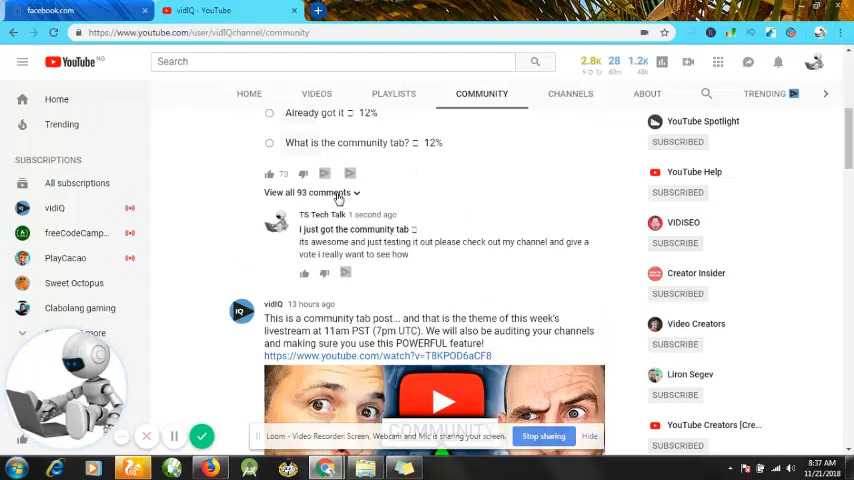 facebook.com
vidIQ - YouTube
https://www.youtube.com/user/vidIQchannel/community
YouTube NG
Search
2.8K 28 1.2K
5 1y 60m 48h
HOME VIDEOS PLAYLISTS COMMUNITY CHANNELS ABOUT TRENDING
Home
Trending
SUBSCRIPTIONS
All subscriptions
vidIQ
freeCodeCamp...
PlayCacao
Sweet Octopus
Clabolang gaming
more
Already got it 12%
What is the community tab? 12%
73
View all 93 comments
TS Tech Talk 1 second ago
i just got the community tab
its awesome and just testing it out please check out my channel and give a
vote i really want to see how
IQ
vidIQ 13 hours ago
This is a community tab post... and that is the theme of this week's
livestream at 11am PST (7pm UTC). We will also be auditing your channels
and making sure you use this POWERFUL feature!
https://www.youtube.com/watch?v=T8KPOD6aCF8
COMMUNITY
Loom - Video Recorder: Screen, Webcam and Mic is sharing your screen.
Stop sharing
Hide
YouTube Spotlight
SUBSCRIBED
YouTube Help
SUBSCRIBED
VIDISEO
SUBSCRIBE
Creator Insider
SUBSCRIBED
Video Creators
SUBSCRIBE
Liron Segev
SUBSCRIBE
YouTube Creators [Cre...
SUBSCRIBED
8:37 AM
11/21/2018